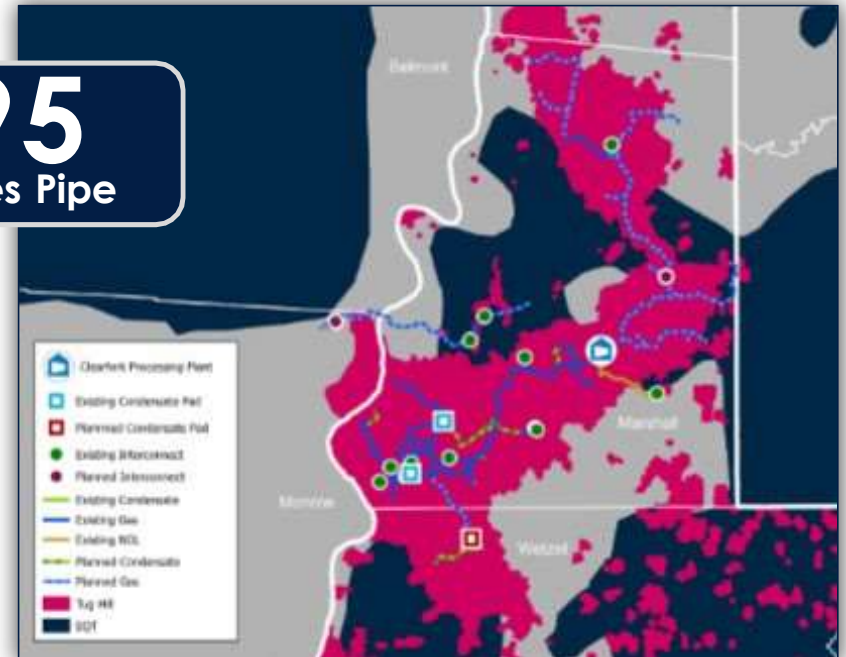 Belmont
95
es Pipe
Clearfork Processing Plant
Existing Condensate Pad
Planned Condensate Pad
Existing Interconnect
Planned Interconnect
Existing Condensate
Existing Gas
Existing NGL
Planned Condensate
Planned Gas
Tug Hill
EQT
Marshall
Monroe
Wetzel